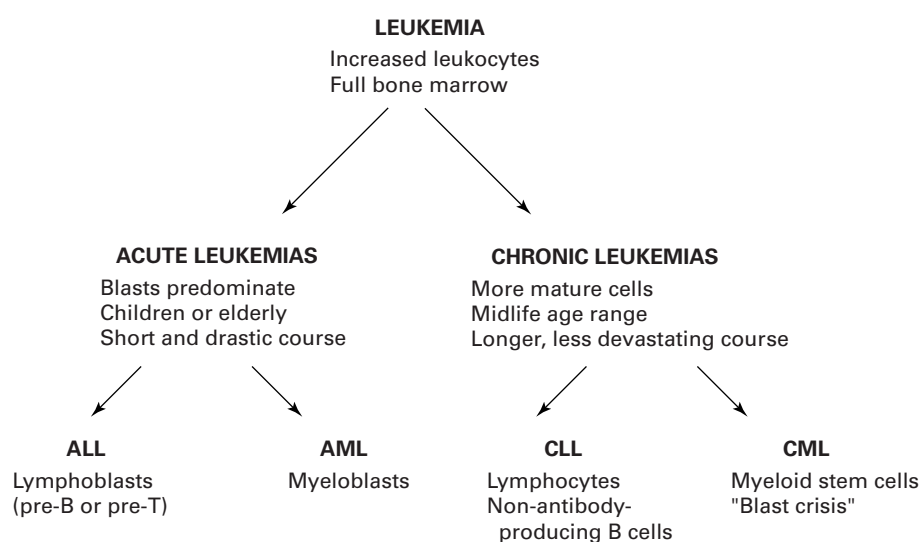 LEUKEMIA
Increased leukocytes
Full bone marrow
ACUTE LEUKEMIAS
Blasts predominate
Children or elderly
Short and drastic course
CHRONIC LEUKEMIAS
More mature cells
Midlife age range
Longer, less devastating course
ALL
Lymphoblasts
(pre-B or pre-T)
AML
Myeloblasts
CLL
Lymphocytes
Non-antibody-
producing B cells
CML
Myeloid stem cells
"Blast crisis"